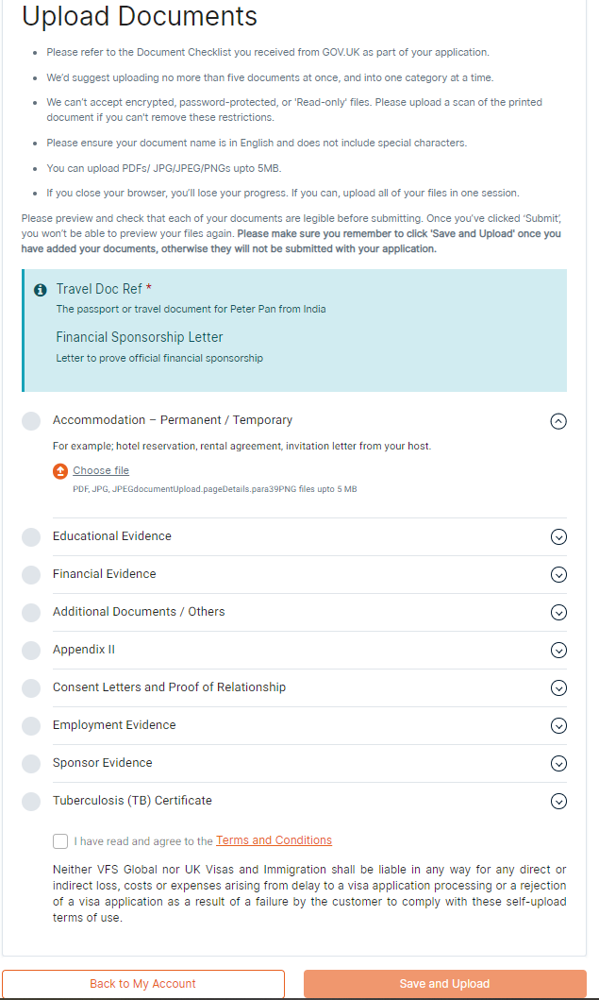 Upload Documents
Please refer to the Document Checklist you received from GOV.UK as part of your application.
We'd suggest uploading no more than five documents at once, and into one category at a time.
We can't accept encrypted, password-protected, or 'Read-only' files. Please upload a scan of the printed
document if you can't remove these restrictions.
Please ensure your document name is in English and does not include special characters.
You can upload PDFs/ JPG/JPEG/PNGs upto 5MB.
If you close your browser, you'll lose your progress. If you can, upload all of your files in one session.
Please preview and check that each of your documents are legible before submitting. Once you've clicked 'Submit',
you won't be able to preview your files again. Please make sure you remember to click 'Save and Upload' once you
have added your documents, otherwise they will not be submitted with your application.
Travel Doc Ref *
The passport or travel document for Peter Pan from India
Financial Sponsorship Letter
Letter to prove official financial sponsorship
Accommodation – Permanent / Temporary
For example; hotel reservation, rental agreement, invitation letter from your host.
Choose file
PDF, JPG, JPEGdocumentUpload.pageDetails.para39PNG files upto 5 MB
Educational Evidence
Financial Evidence
Additional Documents / Others
Appendix II
Consent Letters and Proof of Relationship
Employment Evidence
Sponsor Evidence
Tuberculosis (TB) Certificate
I have read and agree to the Terms and Conditions
Neither VFS Global nor UK Visas and Immigration shall be liable in any way for any direct or
indirect loss, costs or expenses arising from delay to a visa application processing or a rejection
of a visa application as a result of a failure by the customer to comply with these self-upload
terms of use.
Back to My Account
Save and Upload